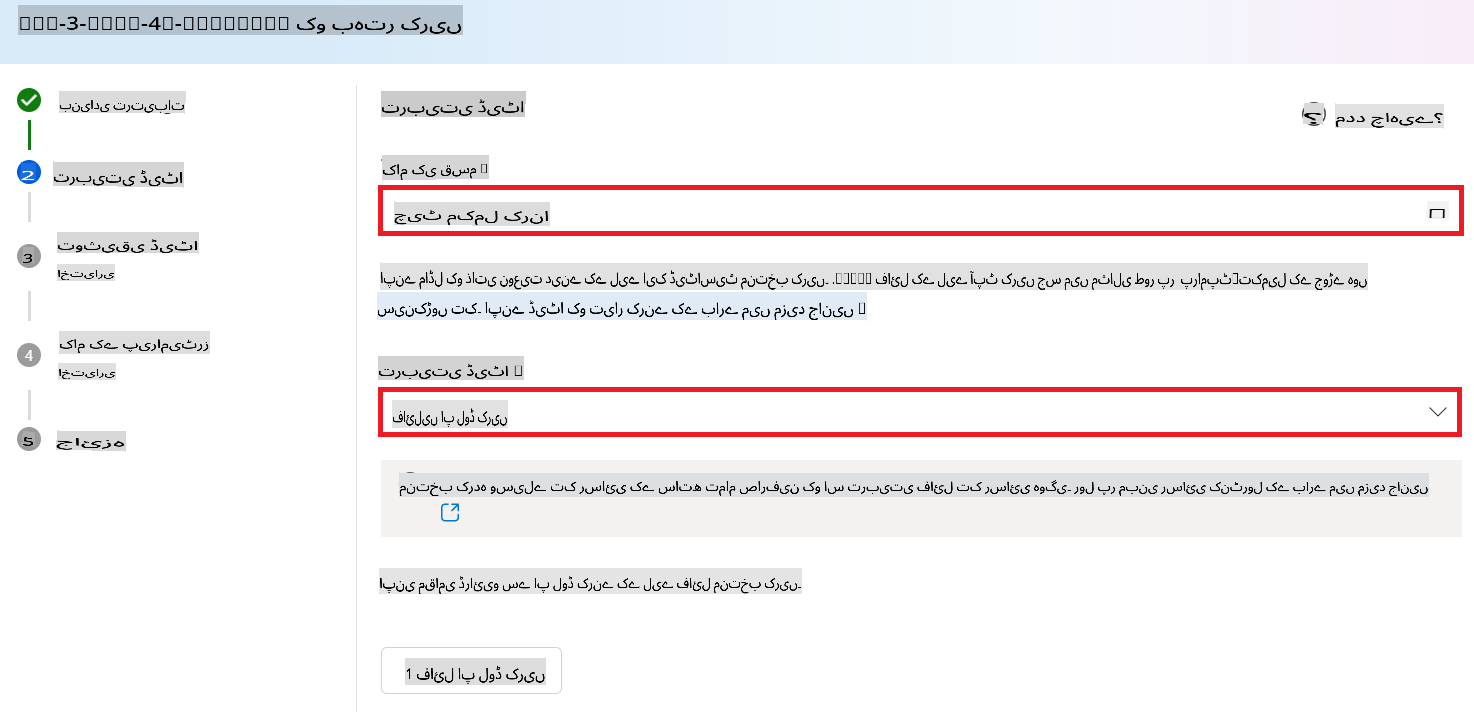 ▯▯▯-3-▯▯▯▯-4▯-▯▯▯▯▯▯▯▯ کو بہتر کریں
بنیادی ترتیبات
2
تربیتی ڈیٹا
3
توثیقی ڈیٹا
اختیاری
4
کام کے پیرامیٹرز
اختیاری
5
جائزہ
تربیتی ڈیٹا
؟ مدد چاہیے؟
کام کی قسم ▯
چیٹ مکمل کرنا
اپنے ماڈل کو ذاتی نوعیت دینے کے لیے ایک ڈیٹاسیٹ منتخب کریں۔ .▯▯▯▯▯ فائل کے لیے آپٹ کریں جس میں مثالی طور پر پرامپٹ▯تکمیل کے جوڑے ہوں
سینکڑوں تک۔ اپنے ڈیٹا کو تیار کرنے کے بارے میں مزید جانیں ▯
تربیتی ڈیٹا ▯
فائلیں اپ لوڈ کریں
منتخب کردہ وسیلے تک رسائی کے ساتھ تمام صارفین کو اس تربیتی فائل تک رسائی ہوگی۔ رول پر مبنی رسائی کنٹرول کے بارے میں مزید جانیں
اپنی مقامی ڈرائیو سے اپ لوڈ کرنے کے لیے فائل منتخب کریں۔
1 فائل اپ لوڈ کریں